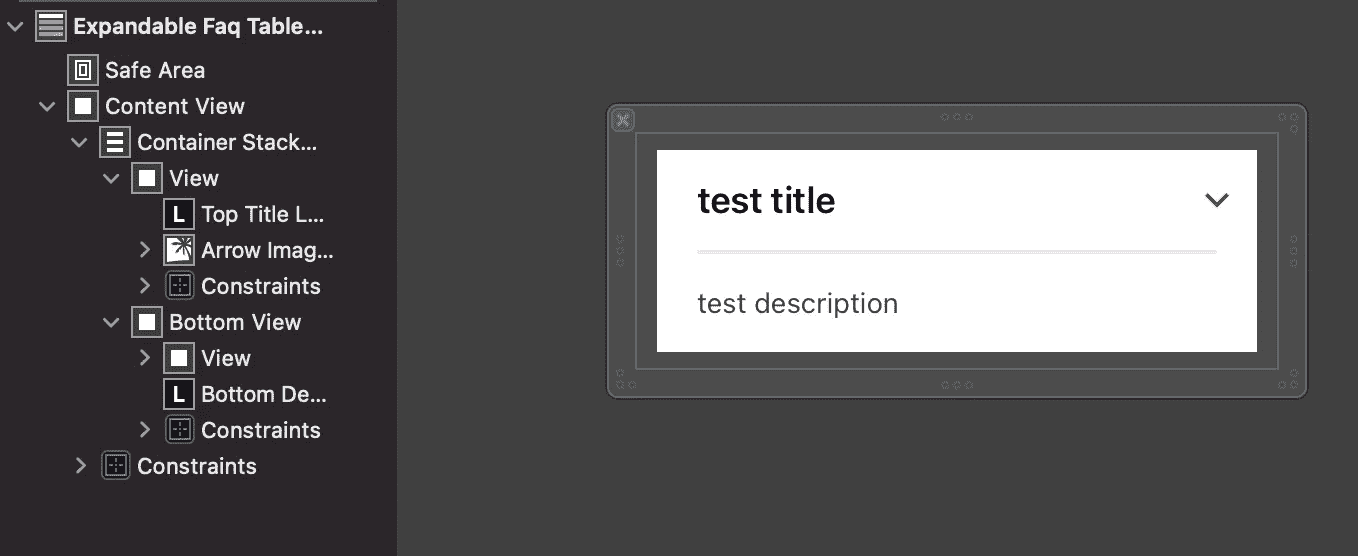 Expandable Faq Table...
Safe Area
Content View
Container Stack...
View
L Top Title L...
Arrow Imag...
Constraints
Bottom View
View
L Bottom De...
Constraints
Constraints
test title
test description